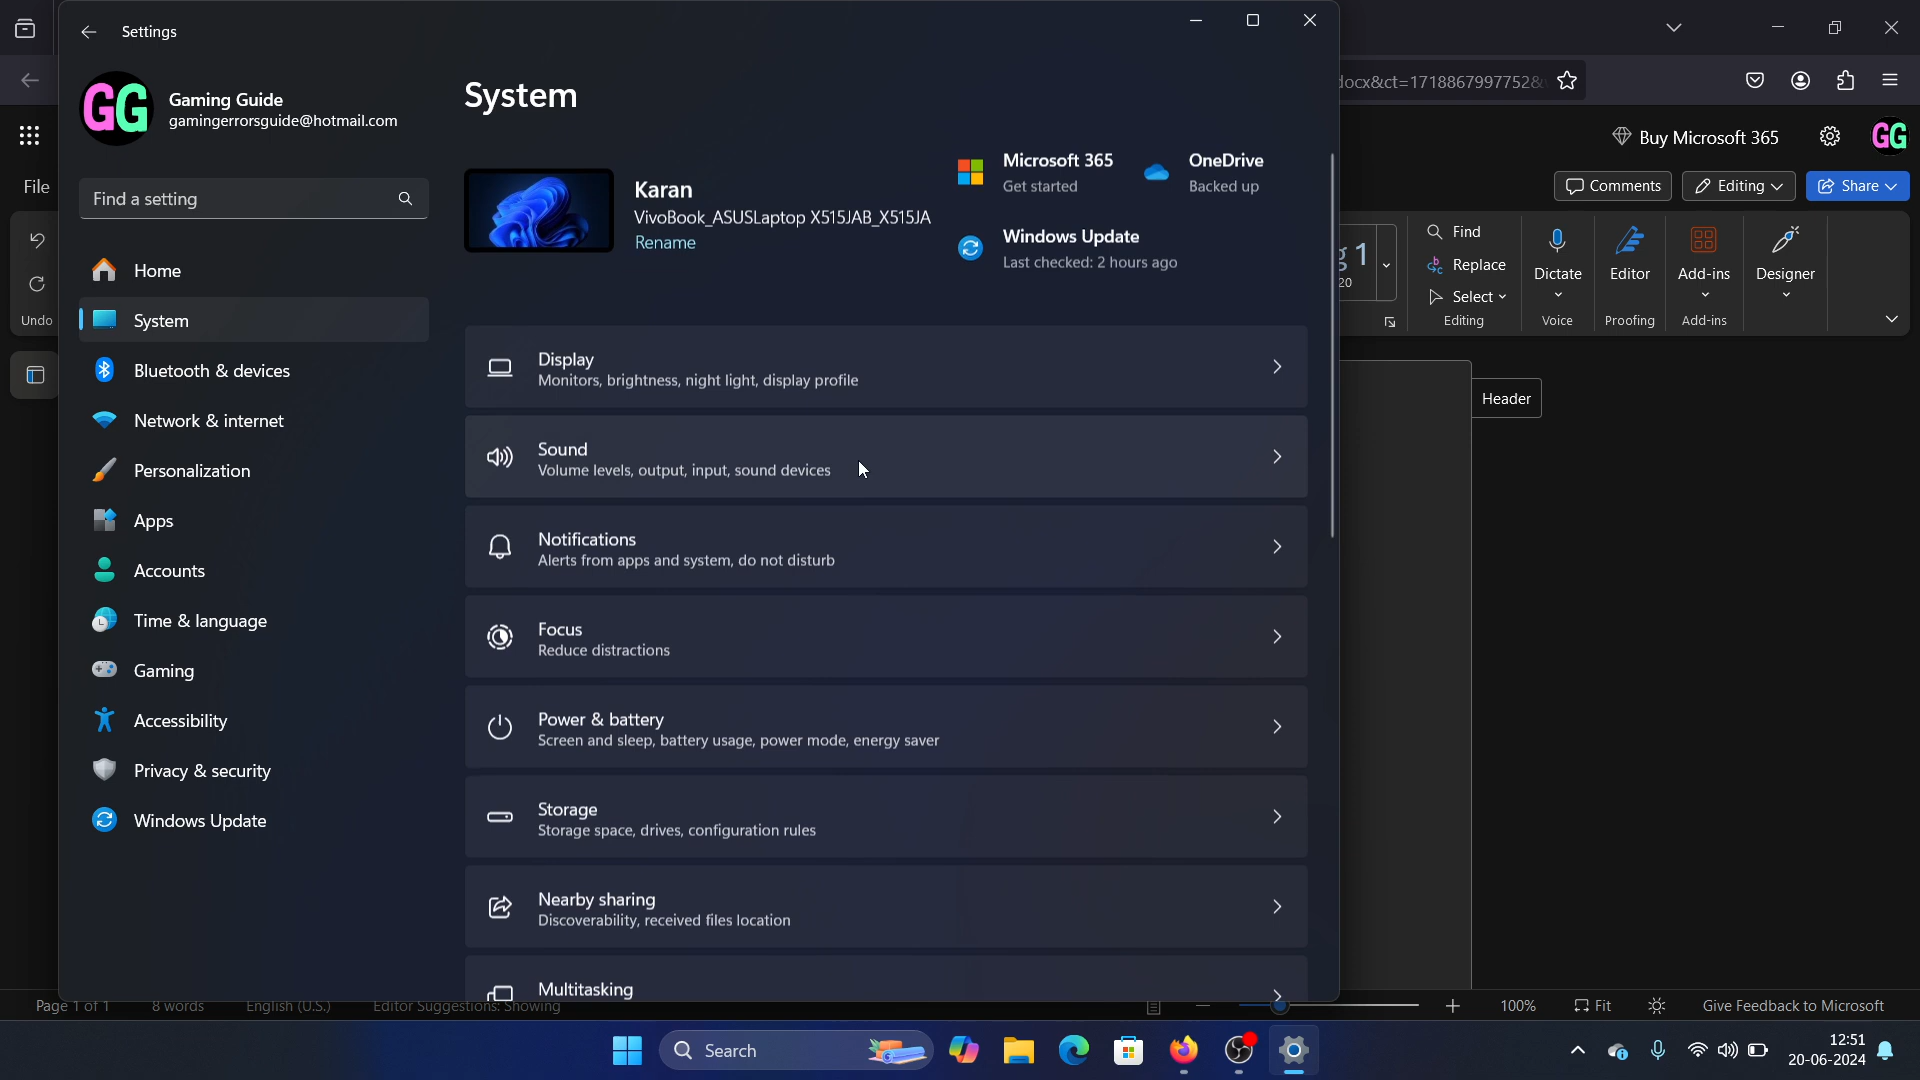 Settings
GG
Gaming Guide
gamingerrorsguide@hotmail.com
Find a setting
Home
System
Bluetooth & devices
Network & internet
Personalization
Apps
Accounts
Time & language
Gaming
Accessibility
Privacy & security
Windows Update
System
Karan
VivoBook_ASUSLaptop X515JAB_X515JA
Rename
Microsoft 365
Get started
OneDrive
Backed up
Windows Update
Last checked: 2 hours ago
Display
Monitors, brightness, night light, display profile
Sound
Volume levels, output, input, sound devices
Notifications
Alerts from apps and system, do not disturb
Focus
Reduce distractions
Power & battery
Screen and sleep, battery usage, power mode, energy saver
Storage
Storage space, drives, configuration rules
Nearby sharing
Discoverability, received files location
Multitasking
File
Undo
docx&ct=1718867997752&
Buy Microsoft 365
GG
Comments
Editing
Share
g 1
20
Find
Replace
Select
Editing
Dictate
Voice
Editor
Proofing
Add-ins
Add-ins
Designer
Header
Page 1 of 1
8 words
English (U.S.)
Editor Suggestions: Showing
100%
Fit
Give Feedback to Microsoft
Search
12:51
20-06-2024